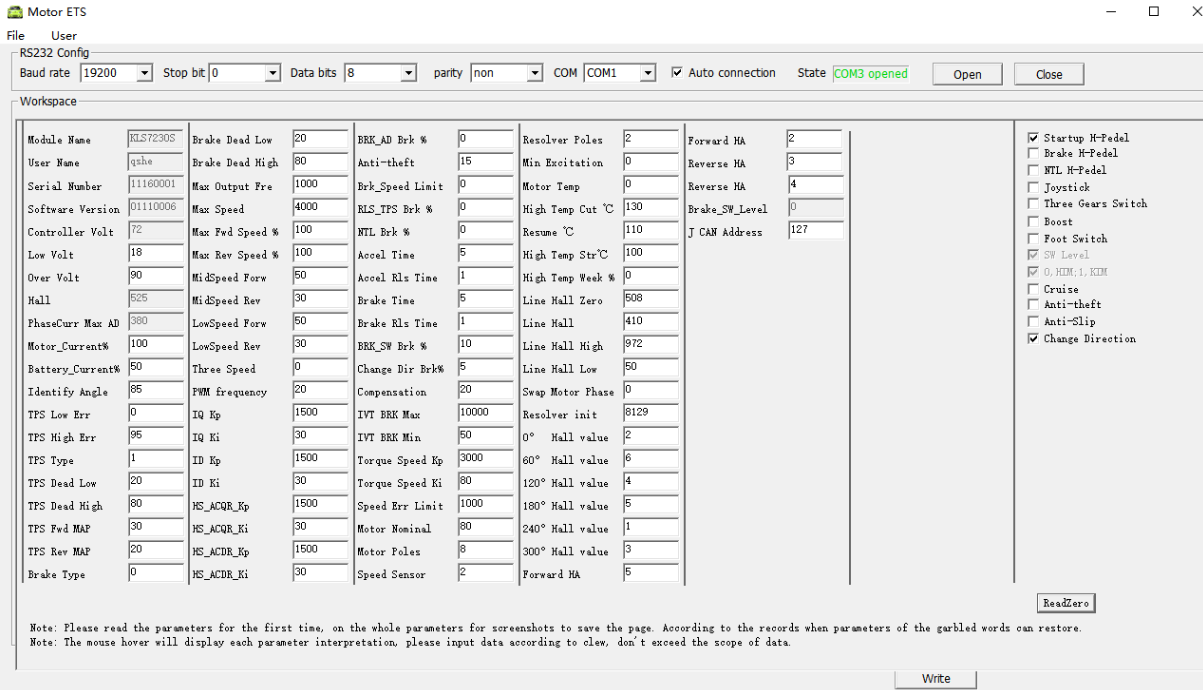 Motor ETS
File User
RS232 Config
Baud rate 19200 Stop bit 0 Data bits 8 parity non COM COM1 Auto connection State COM3 opened Open Close
Workspace
Module Name KLS7230S Brake Dead Low 20 BRK_AD Brk % 0 Resolver Poles 2 Forward HA 2 Startup H-Pedel
Brake H-Pedel
User Name qshe Brake Dead High 80 Anti-theft 15 Min Excitation 0 Reverse HA 3 NTL H-Pedel
Serial Number 11160001 Max Output Fre 1000 Brk_Speed Limit 0 Motor Temp 0 Reverse HA 4 Joystick
Software Version 01110006 Max Speed 4000 RLS_TPS Brk % 0 High Temp Cut ℃ 130 Brake_SW_Level 0 Three Gears Switch
Controller Volt 72 Max Fwd Speed % 100 NTL Brk % 0 Resume ℃ 110 J CAN Address 127 Boost
Foot Switch
Low Volt 18 Max Rev Speed % 100 Accel Time 5 High Temp Str℃ 100 SW Level
Over Volt 90 MidSpeed Forw 50 Accel Rls Time 1 High Temp Week % 0 0,HIM;1,KIM
Cruise
Hall 525 MidSpeed Rev 30 Brake Time 5 Line Hall Zero 508 Anti-theft
PhaseCurr Max AD 380 LowSpeed Forw 50 Brake Rls Time 1 Line Hall 410 Anti-Slip
Motor_Current% 100 LowSpeed Rev 30 BRK_SW Brk % 10 Line Hall High 972 Change Direction
Battery_Current% 50 Three Speed 0 Change Dir Brk% 5 Line Hall Low 50
Identify Angle 85 PWM frequency 20 Compensation 20 Swap Motor Phase 0
TPS Low Err 0 IQ Kp 1500 IVT BRK Max 10000 Resolver init 8129
TPS High Err 95 IQ Ki 30 IVT BRK Min 50 0° Hall value 2
TPS Type 1 ID Kp 1500 Torque Speed Kp 3000 60° Hall value 6
TPS Dead Low 20 ID Ki 30 Torque Speed Ki 80 120° Hall value 4
TPS Dead High 80 HS_ACQR_Kp 1500 Speed Err Limit 1000 180° Hall value 5
TPS Fwd MAP 30 HS_ACQR_Ki 30 Motor Nominal 80 240° Hall value 1
TPS Rev MAP 20 HS_ACDR_Kp 1500 Motor Poles 8 300° Hall value 3
Brake Type 0 HS_ACDR_Ki 30 Speed Sensor 2 Forward HA 5
ReadZero
Note: Please read the parameters for the first time, on the whole parameters for screenshots to save the page. According to the records when parameters of the garbled words can restore.
Note: The mouse hover will display each parameter interpretation, please input data according to clew, don't exceed the scope of data.
Write